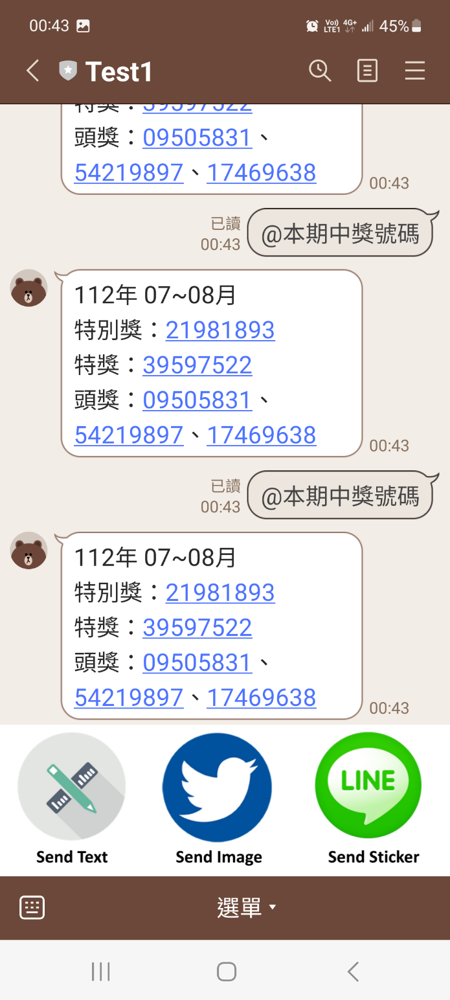 00:43
Vo)) LTE1 4G+ 45%
Test1
特獎：39597522
頭獎：09505831、
54219897、17469638
00:43
已讀
00:43
@本期中獎號碼
112年 07~08月
特別獎：21981893
特獎：39597522
頭獎：09505831、
54219897、17469638
00:43
已讀
00:43
@本期中獎號碼
112年 07~08月
特別獎：21981893
特獎：39597522
頭獎：09505831、
54219897、17469638
00:43
LINE
Send Text
Send Image
Send Sticker
選單